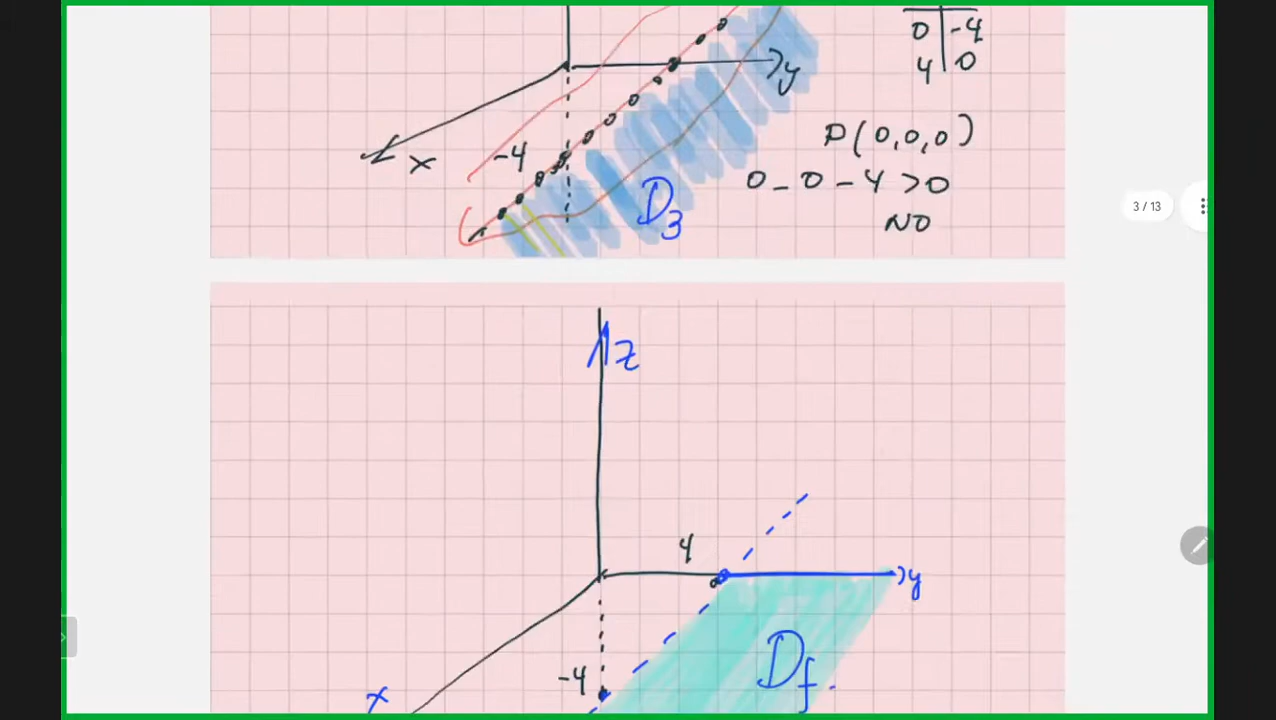 0 | -4
4 | 0
y
x
-4
P(0,0,0)
0 - 0 - 4 > 0
NO
D3
3 / 13
z
4
y
Df
-4
x